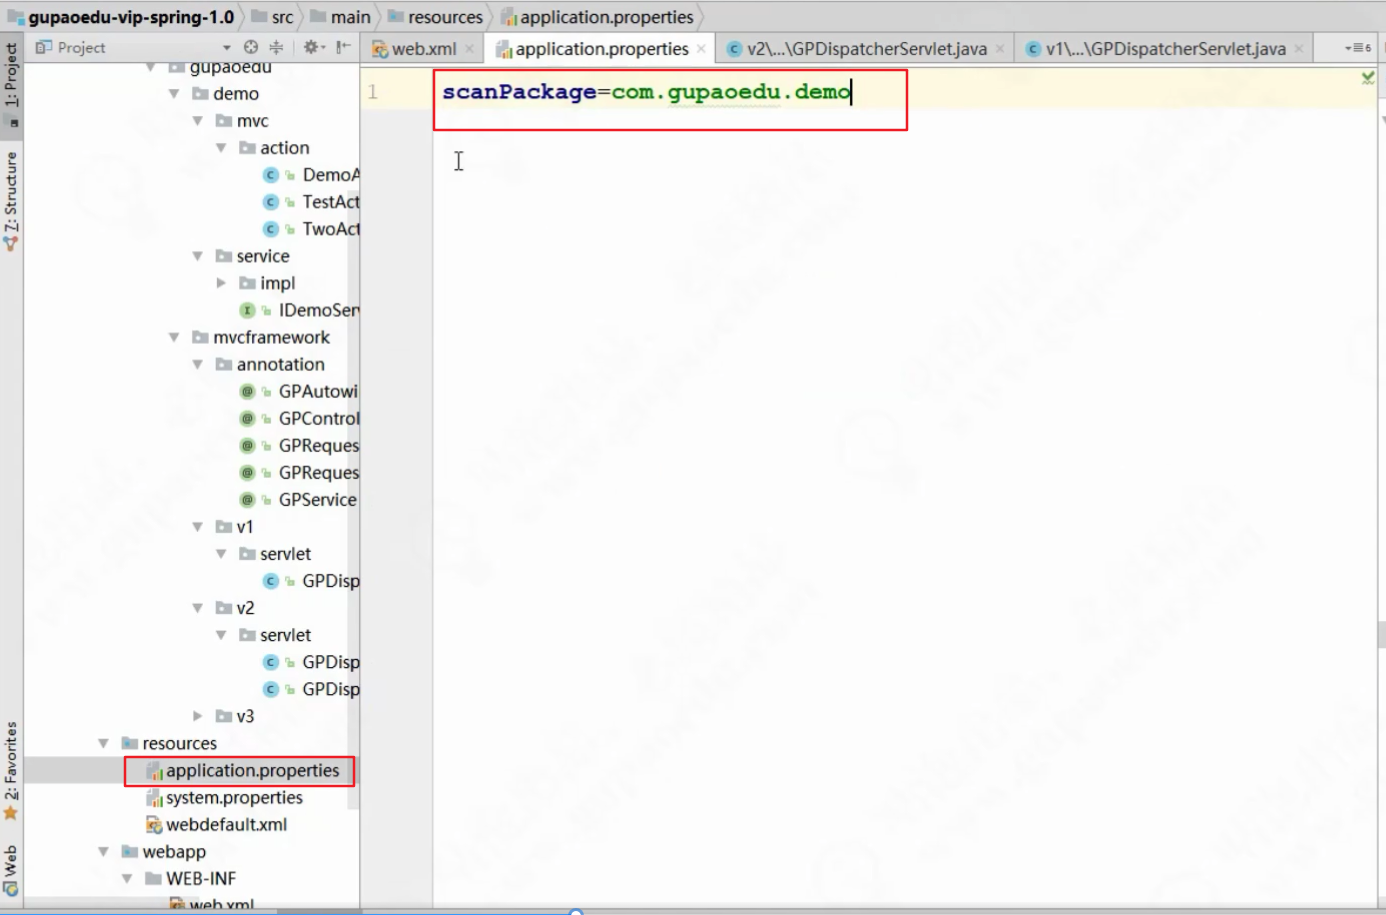 gupaoedu-vip-spring-1.0 src main resources application.properties
Project
web.xml application.properties v2\...\GPDispatcherServlet.java v1\...\GPDispatcherServlet.java 6
1: Project
7: Structure
2: Favorites
Web
gupaoedu
demo
mvc
action
DemoA
TestAct
TwoAct
service
impl
IDemoSer
mvcframework
annotation
GPAutowi
GPControl
GPReques
GPReques
GPService
v1
servlet
GPDisp
v2
servlet
GPDisp
GPDisp
v3
resources
application.properties
system.properties
webdefault.xml
webapp
WEB-INF
web.xml
1 scanPackage=com.gupaoedu.demo